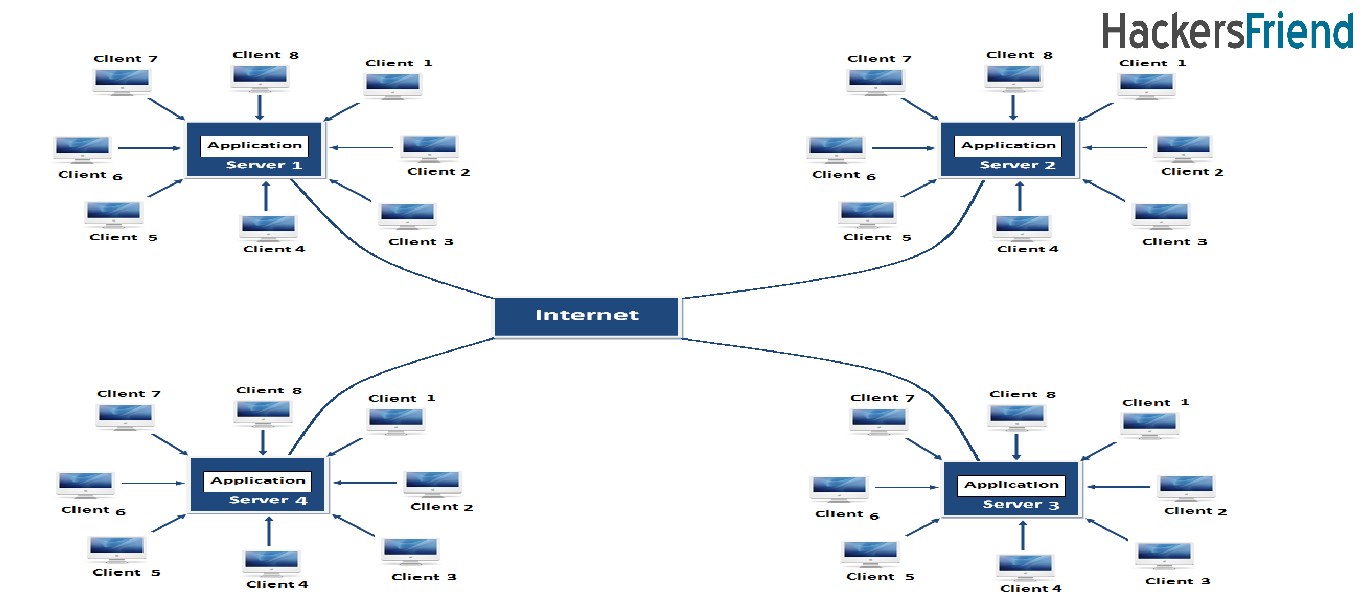 HackersFriend
Client 7
Client 8
Client 1
Client 6
Application
Server 1
Client 2
Client 5
Client 4
Client 3
Client 7
Client 8
Client 1
Client 6
Application
Server 2
Client 2
Client 5
Client 4
Client 3
Internet
Client 7
Client 8
Client 1
Client 6
Application
Server 4
Client 2
Client 5
Client 4
Client 3
Client 7
Client 8
Client 1
Client 6
Application
Server 3
Client 2
Client 5
Client 4
Client 3